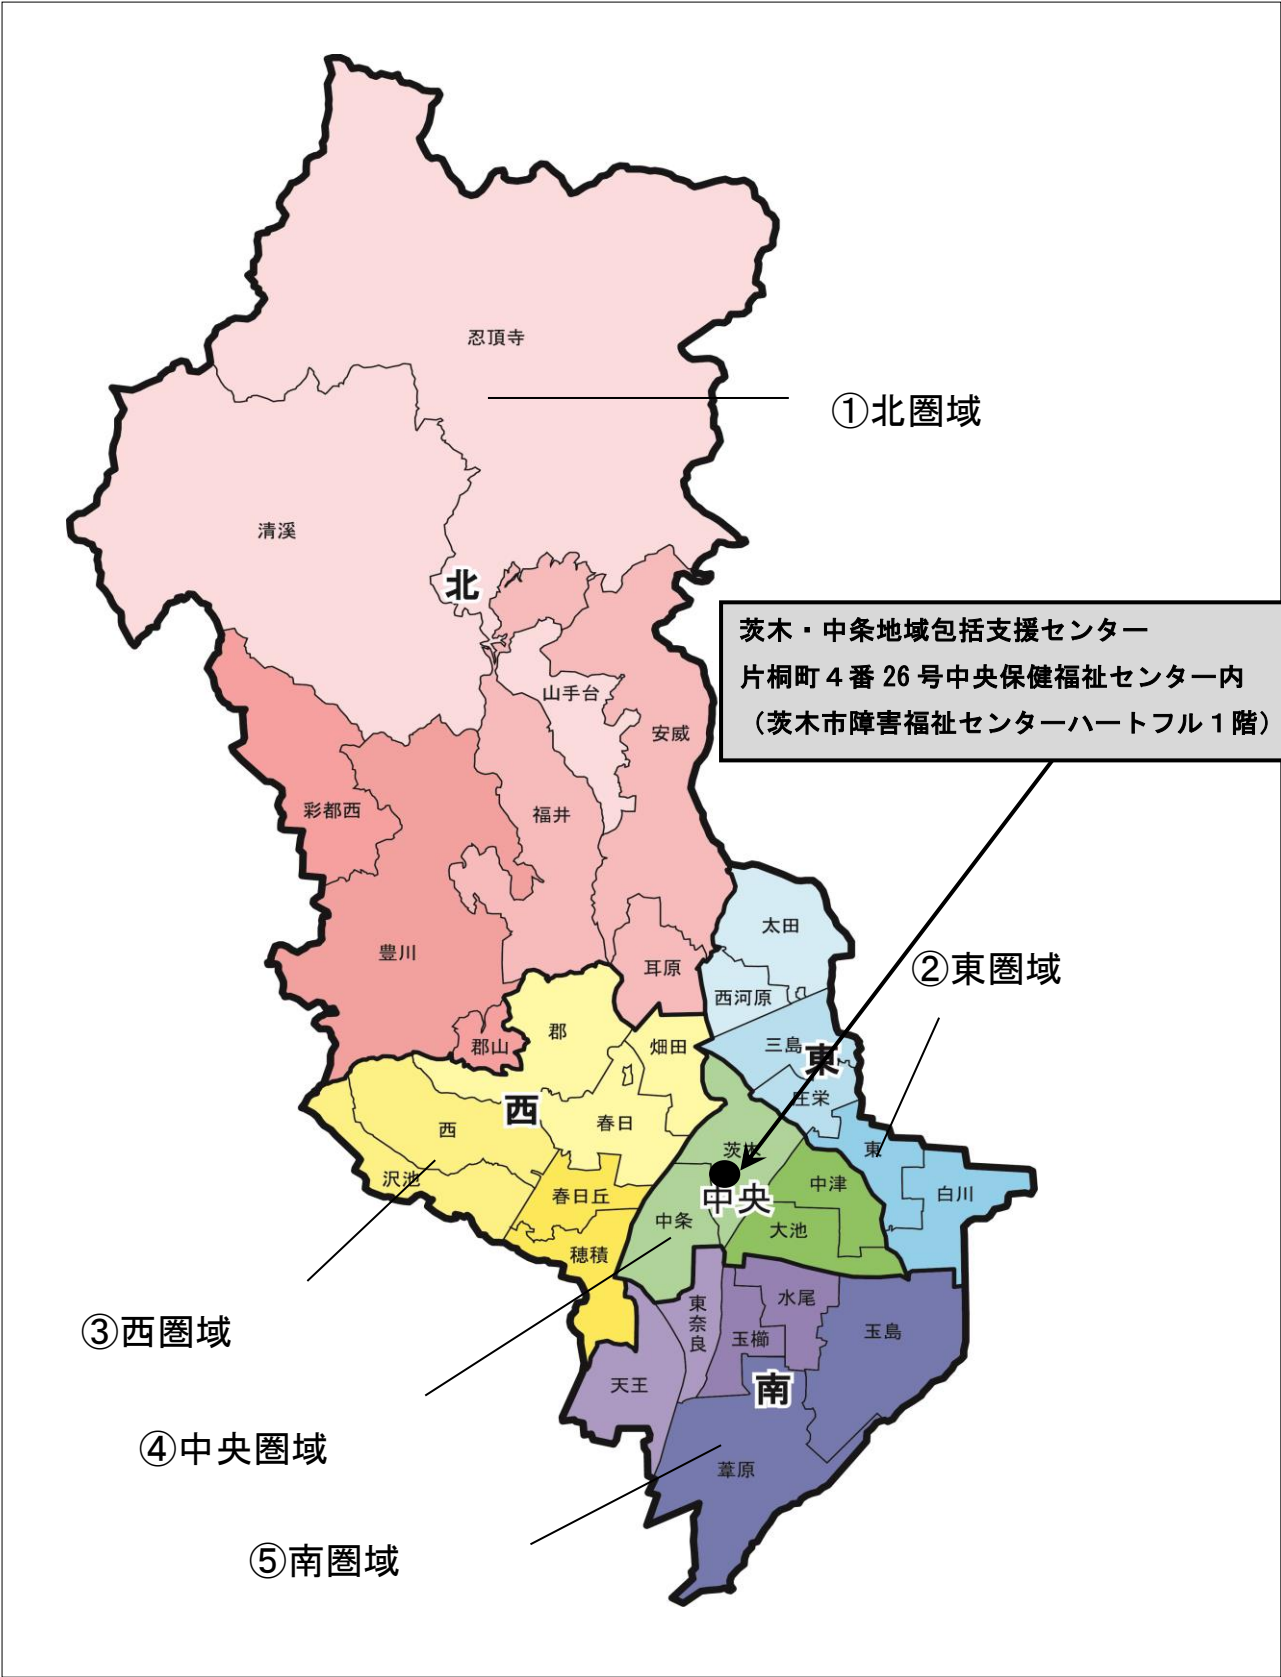 忍頂寺
①北圏域
清溪
北
茨木・中条地域包括支援センター
片桐町４番 26 号中央保健福祉センター内
（茨木市障害福祉センターハートフル１階）
山手台
安威
彩都西
福井
太田
豊川
耳原
②東圏域
西河原
郡
郡山
畑田
三島
東
庄栄
西
西
春日
茨木
東
沢池
春日丘
中央
中津
白川
中条
大池
穂積
③西圏域
東奈良
水尾
玉櫛
玉島
天王
南
④中央圏域
葦原
⑤南圏域